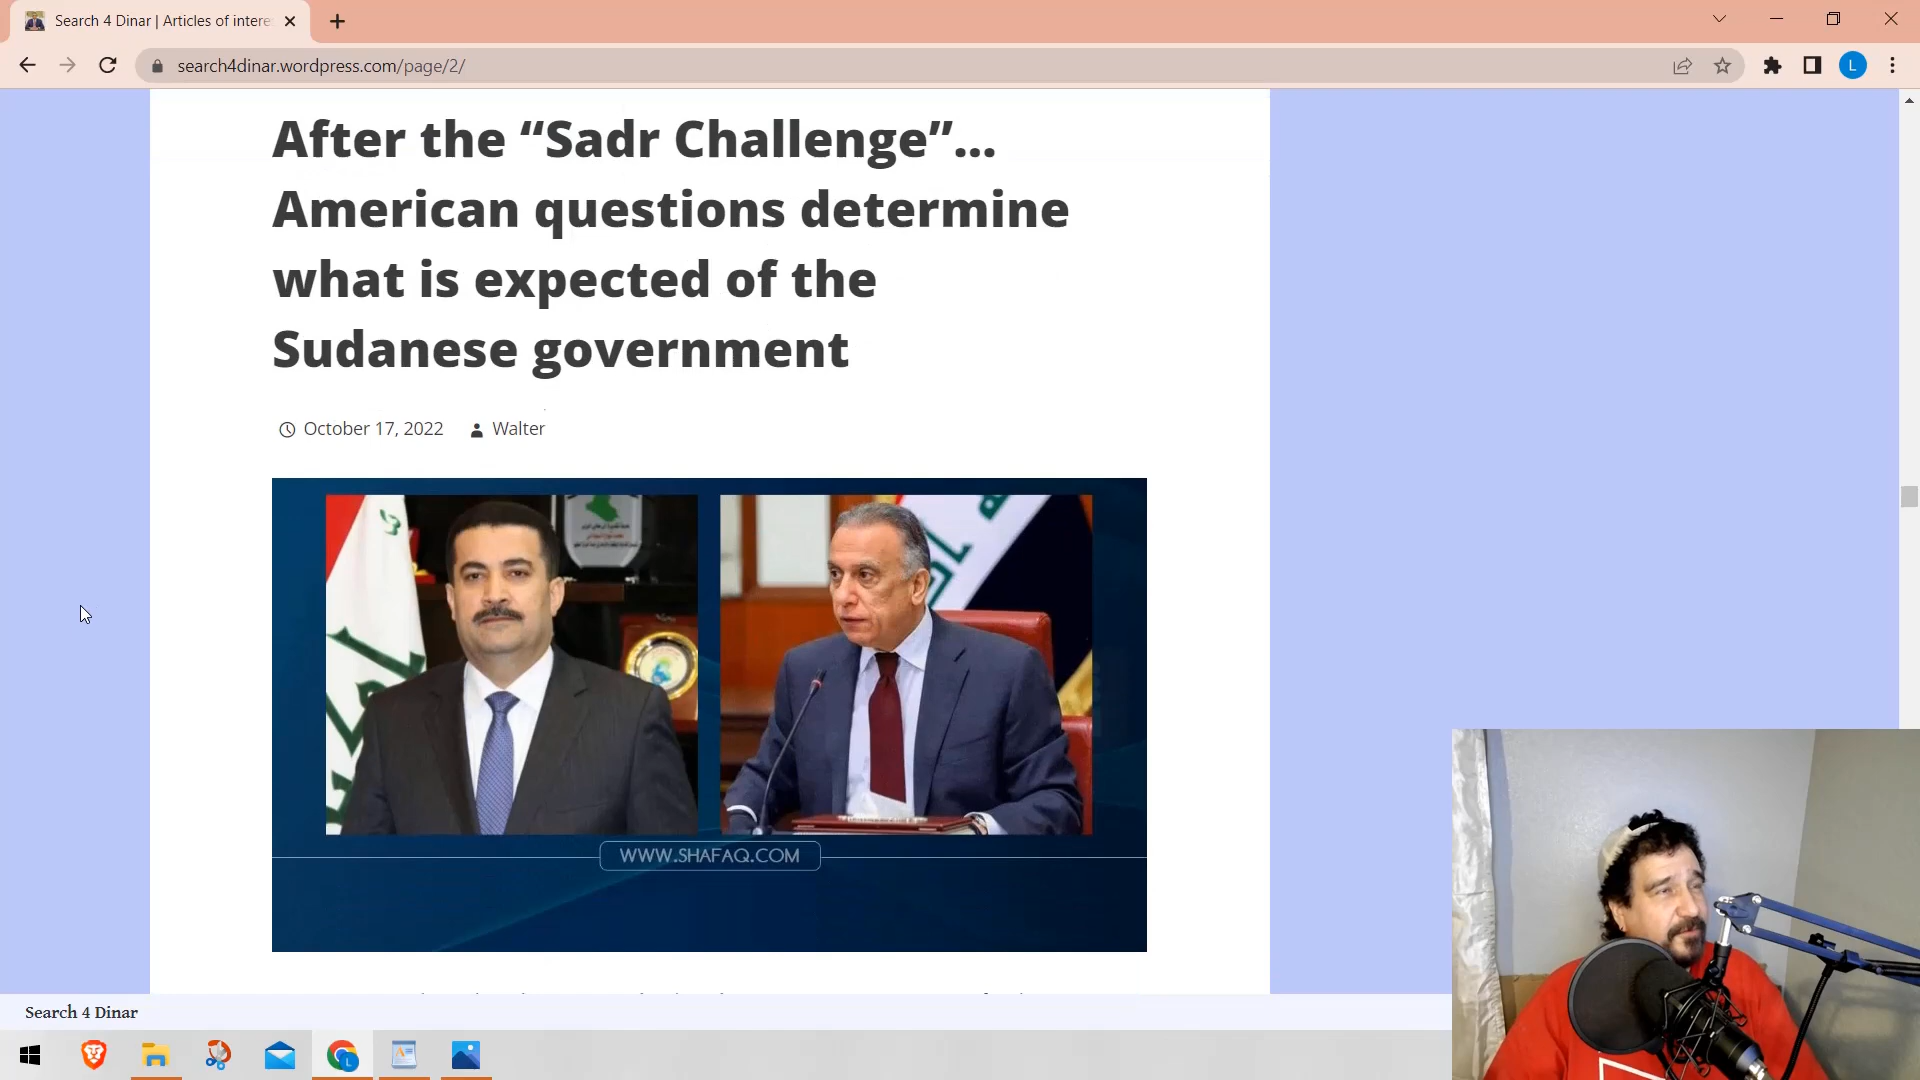 Search 4 Dinar | Articles of intere
search4dinar.wordpress.com/page/2/
L
After the “Sadr Challenge”...
American questions determine
what is expected of the
Sudanese government
October 17, 2022 Walter
WWW.SHAFAQ.COM
Search 4 Dinar
L